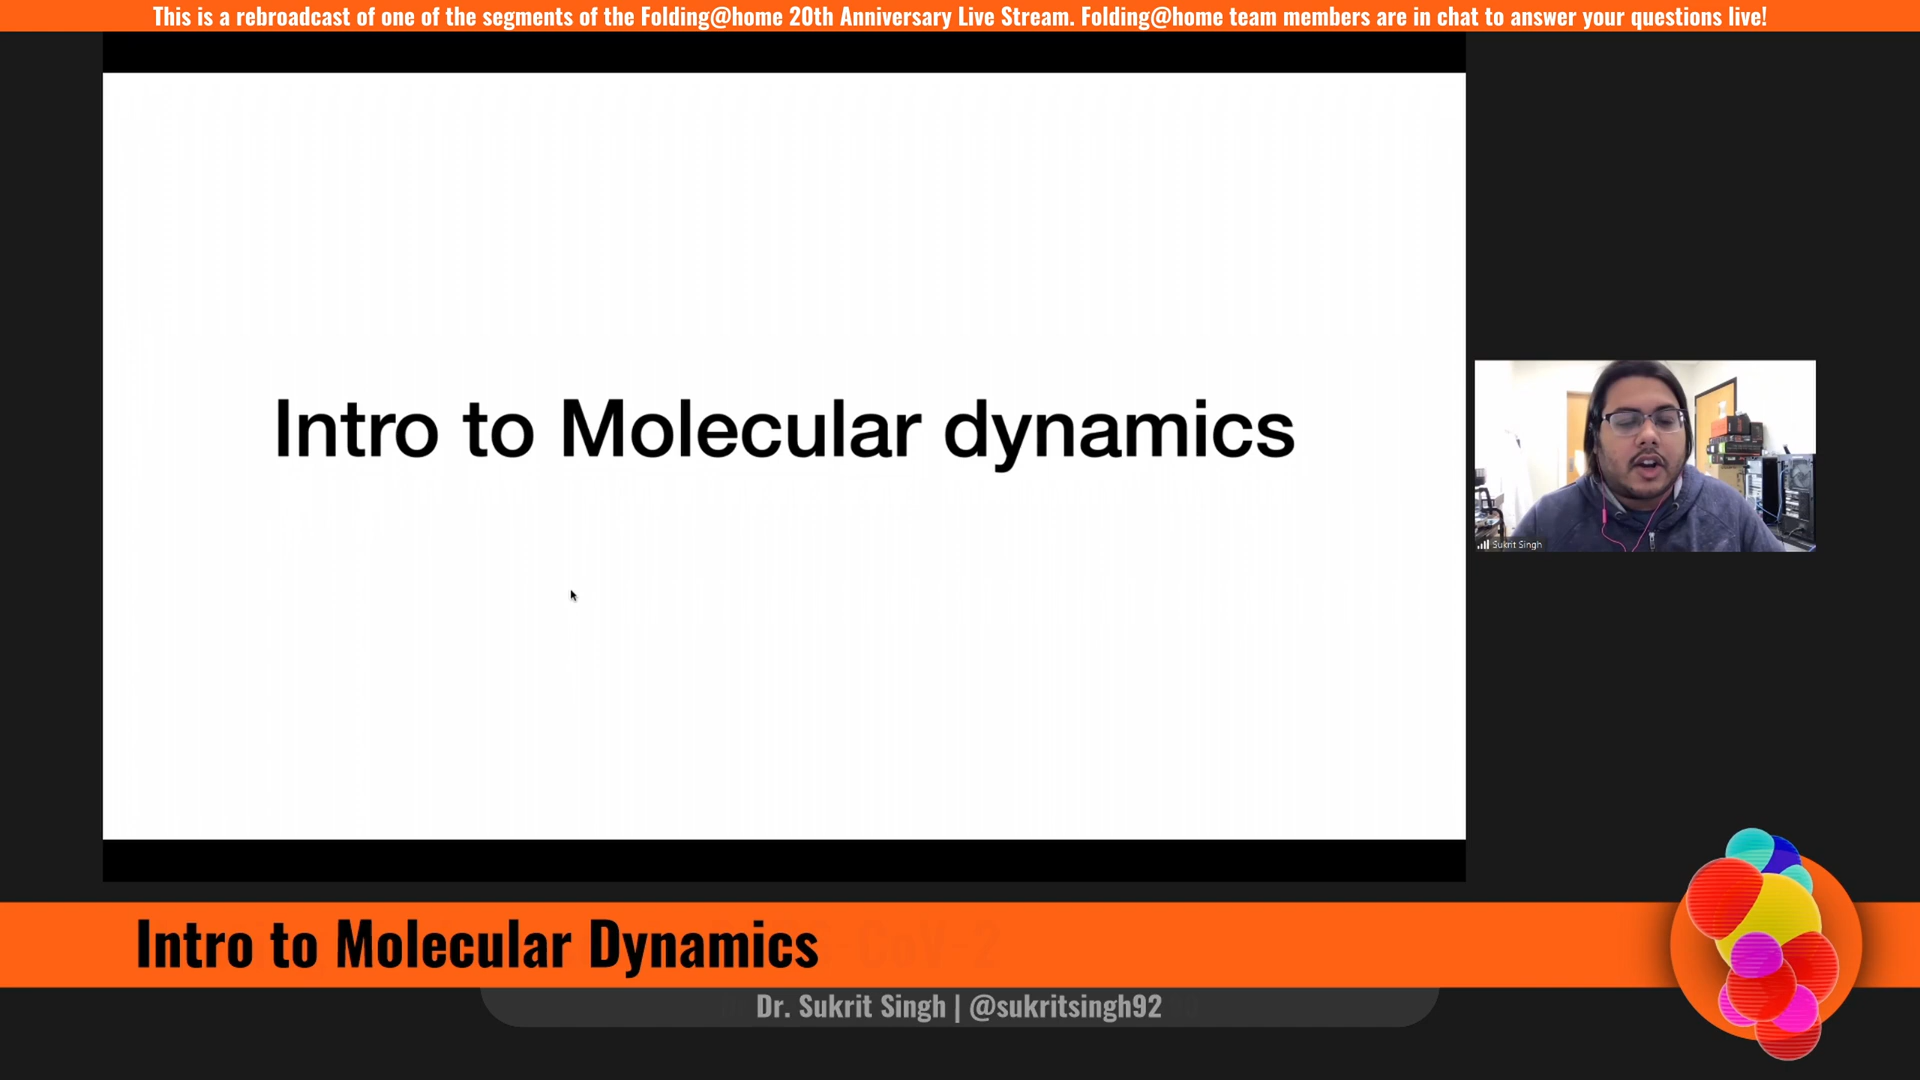 This is a rebroadcast of one of the segments of the Folding@home 20th Anniversary Live Stream. Folding@home team members are in chat to answer your questions live!
Intro to Molecular dynamics
Sukrit Singh
Intro to Molecular Dynamics
CoV-2
Dr. Sukrit Singh | @sukritsingh92